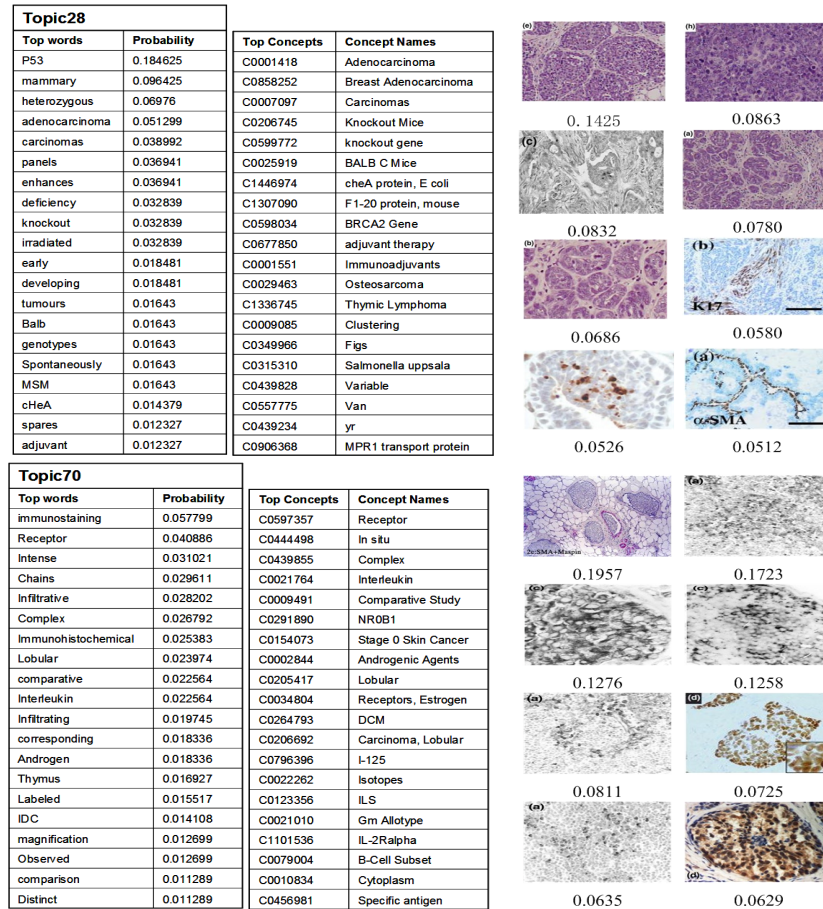 Topic28
Top words Probability
P53 0.184625
mammary 0.096425
heterozygous 0.06976
adenocarcinoma 0.051299
carcinomas 0.038992
panels 0.036941
enhances 0.036941
deficiency 0.032839
knockout 0.032839
irradiated 0.032839
early 0.018481
developing 0.018481
tumours 0.01643
Balb 0.01643
genotypes 0.01643
Spontaneously 0.01643
MSM 0.01643
cHeA 0.014379
spares 0.012327
adjuvant 0.012327
Top Concepts Concept Names
C0001418 Adenocarcinoma
C0858252 Breast Adenocarcinoma
C0007097 Carcinomas
C0206745 Knockout Mice
C0599772 knockout gene
C0025919 BALB C Mice
C1446974 cheA protein, E coli
C1307090 F1-20 protein, mouse
C0598034 BRCA2 Gene
C0677850 adjuvant therapy
C0001551 Immunoadjuvants
C0029463 Osteosarcoma
C1336745 Thymic Lymphoma
C0009085 Clustering
C0349966 Figs
C0315310 Salmonella uppsala
C0439828 Variable
C0557775 Van
C0439234 yr
C0906368 MPR1 transport protein
(e) (h)
0.1425 0.0863
(c) (a)
0.0832 0.0780
(b) (b)
K17
0.0686 0.0580
(a)
α-SMA
0.0526 0.0512
Topic70
Top words Probability
immunostaining 0.057799
Receptor 0.040886
Intense 0.031021
Chains 0.029611
Infiltrative 0.028202
Complex 0.026792
Immunohistochemical 0.025383
Lobular 0.023974
comparative 0.022564
Interleukin 0.022564
Infiltrating 0.019745
corresponding 0.018336
Androgen 0.018336
Thymus 0.016927
Labeled 0.015517
IDC 0.014108
magnification 0.012699
Observed 0.012699
comparison 0.011289
Distinct 0.011289
Top Concepts Concept Names
C0597357 Receptor
C0444498 In situ
C0439855 Complex
C0021764 Interleukin
C0009491 Comparative Study
C0291890 NR0B1
C0154073 Stage 0 Skin Cancer
C0002844 Androgenic Agents
C0205417 Lobular
C0034804 Receptors, Estrogen
C0264793 DCM
C0206692 Carcinoma, Lobular
C0796396 I-125
C0022262 Isotopes
C0123356 ILS
C0021010 Gm Allotype
C1101536 IL-2Ralpha
C0079004 B-Cell Subset
C0010834 Cytoplasm
C0456981 Specific antigen
(a)
2e:SMA+Maspin
0.1957 0.1723
(c) (c)
0.1276 0.1258
(a) (d)
0.0811 0.0725
(a)
(d)
0.0635 0.0629